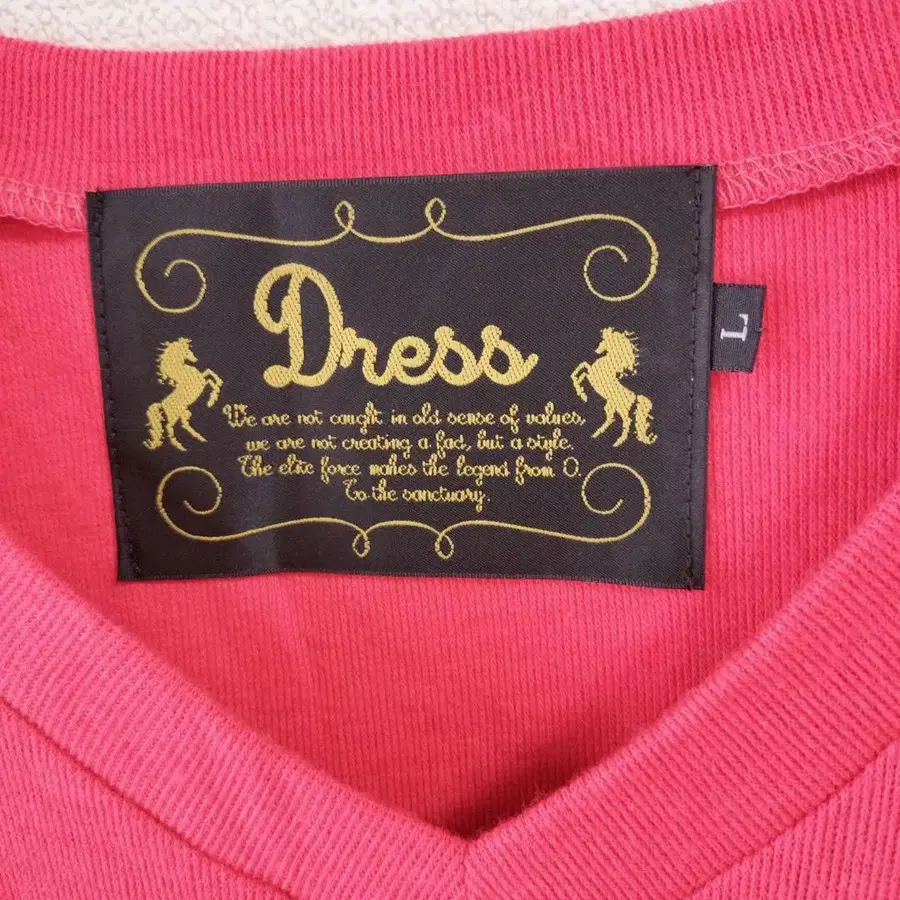 Dress
L
We are not caught in old sense of values,
we are not creating a fad, but a style.
The elite force makes the legend from 0.
To the sanctuary.